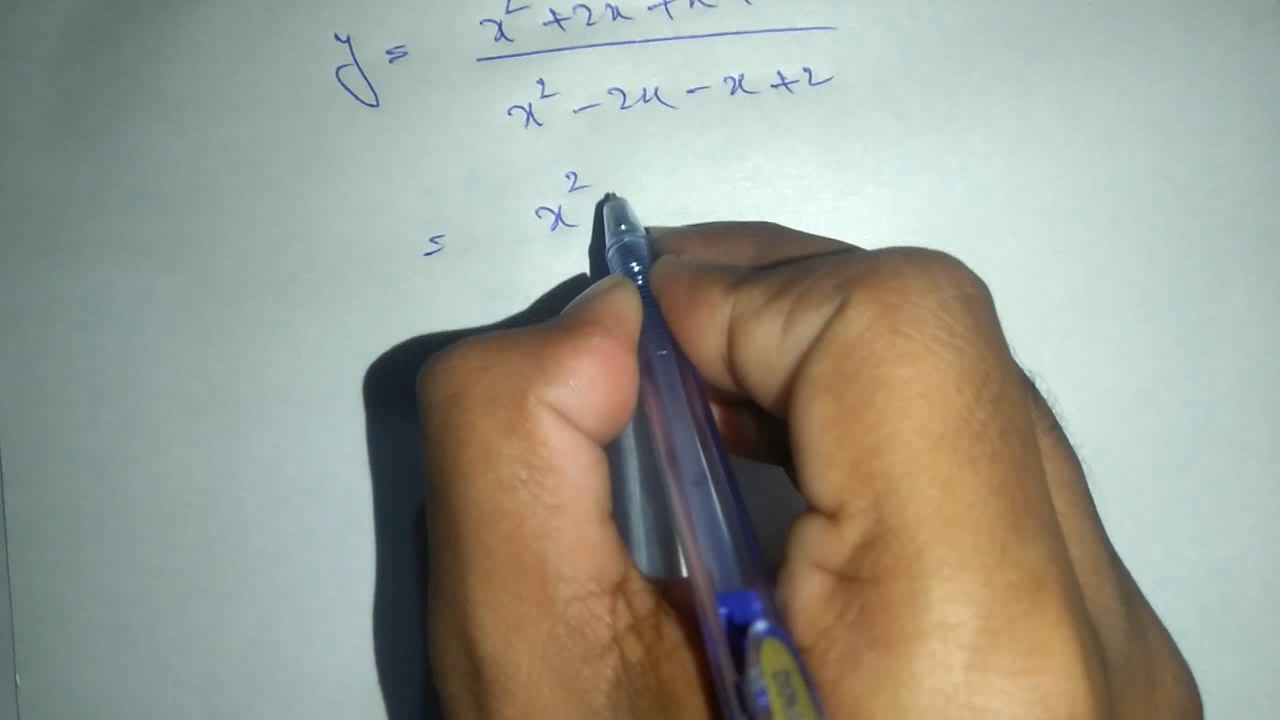 y = x² + 2x + x +
x² - 2x - x + 2
= x²